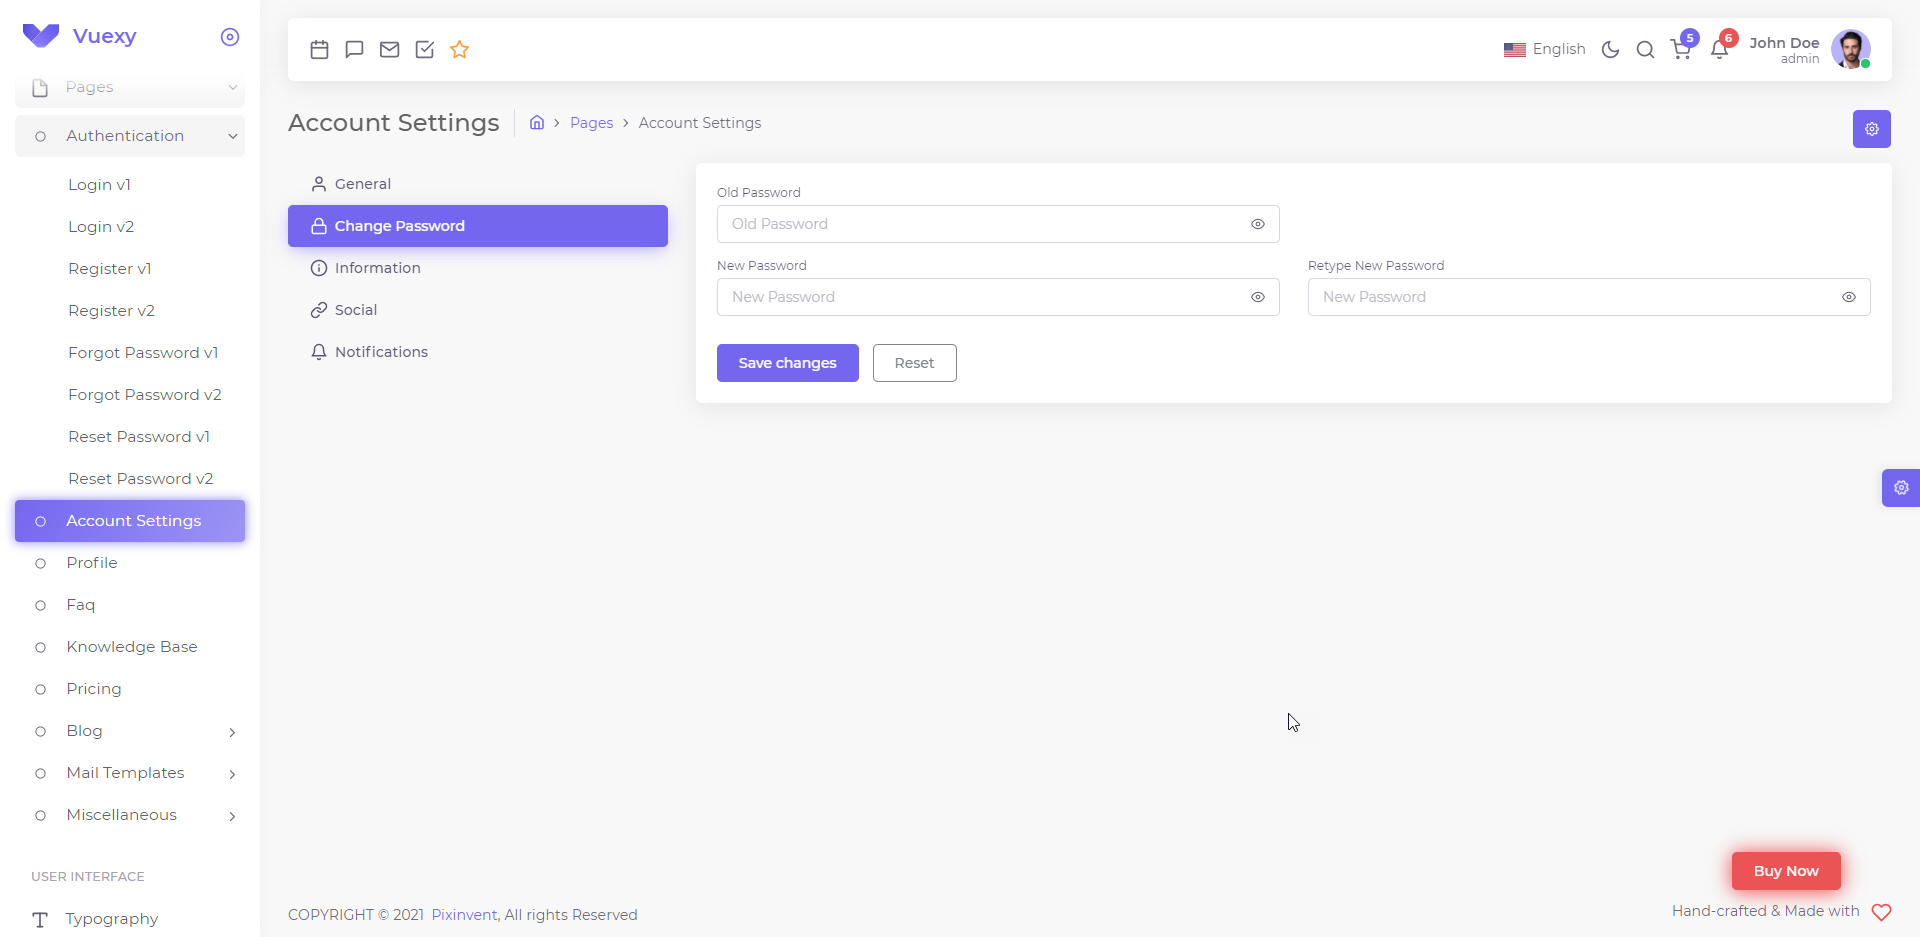 Vuexy
Pages
Authentication
Login v1
Login v2
Register v1
Register v2
Forgot Password v1
Forgot Password v2
Reset Password v1
Reset Password v2
Account Settings
Profile
Faq
Knowledge Base
Pricing
Blog
Mail Templates
Miscellaneous
USER INTERFACE
Typography
English
5
6
John Doe
admin
Account Settings
Pages
Account Settings
General
Change Password
Information
Social
Notifications
Old Password
Old Password
New Password
New Password
Retype New Password
New Password
Save changes
Reset
Buy Now
COPYRIGHT © 2021 Pixinvent, All rights Reserved
Hand-crafted & Made with